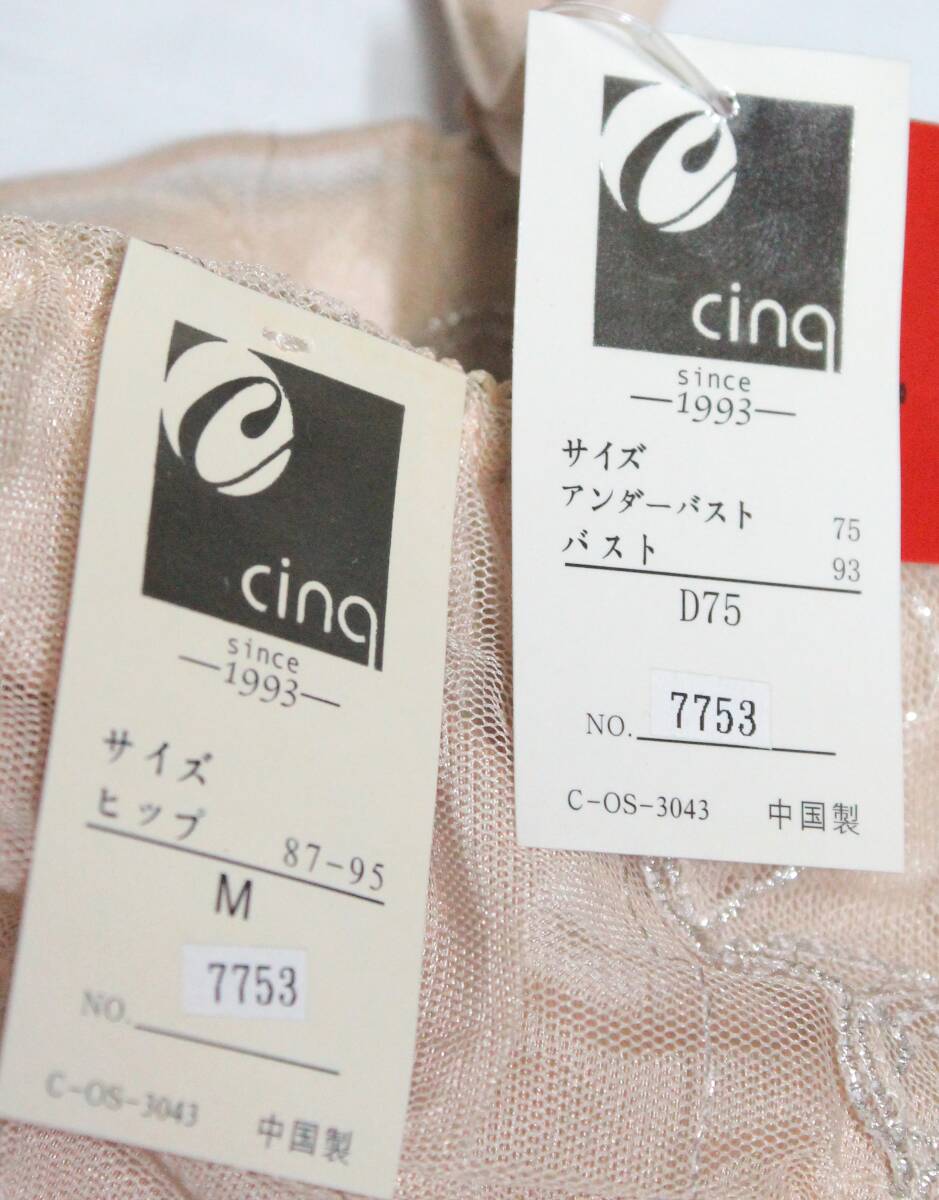 cinq
since
1993
サイズ
ヒップ 87-95
M
7753
NO.
C-OS-3043 中国製
cinq
since
1993
サイズ
アンダーバスト 75
バスト 93
D75
NO. 7753
C-OS-3043 中国製